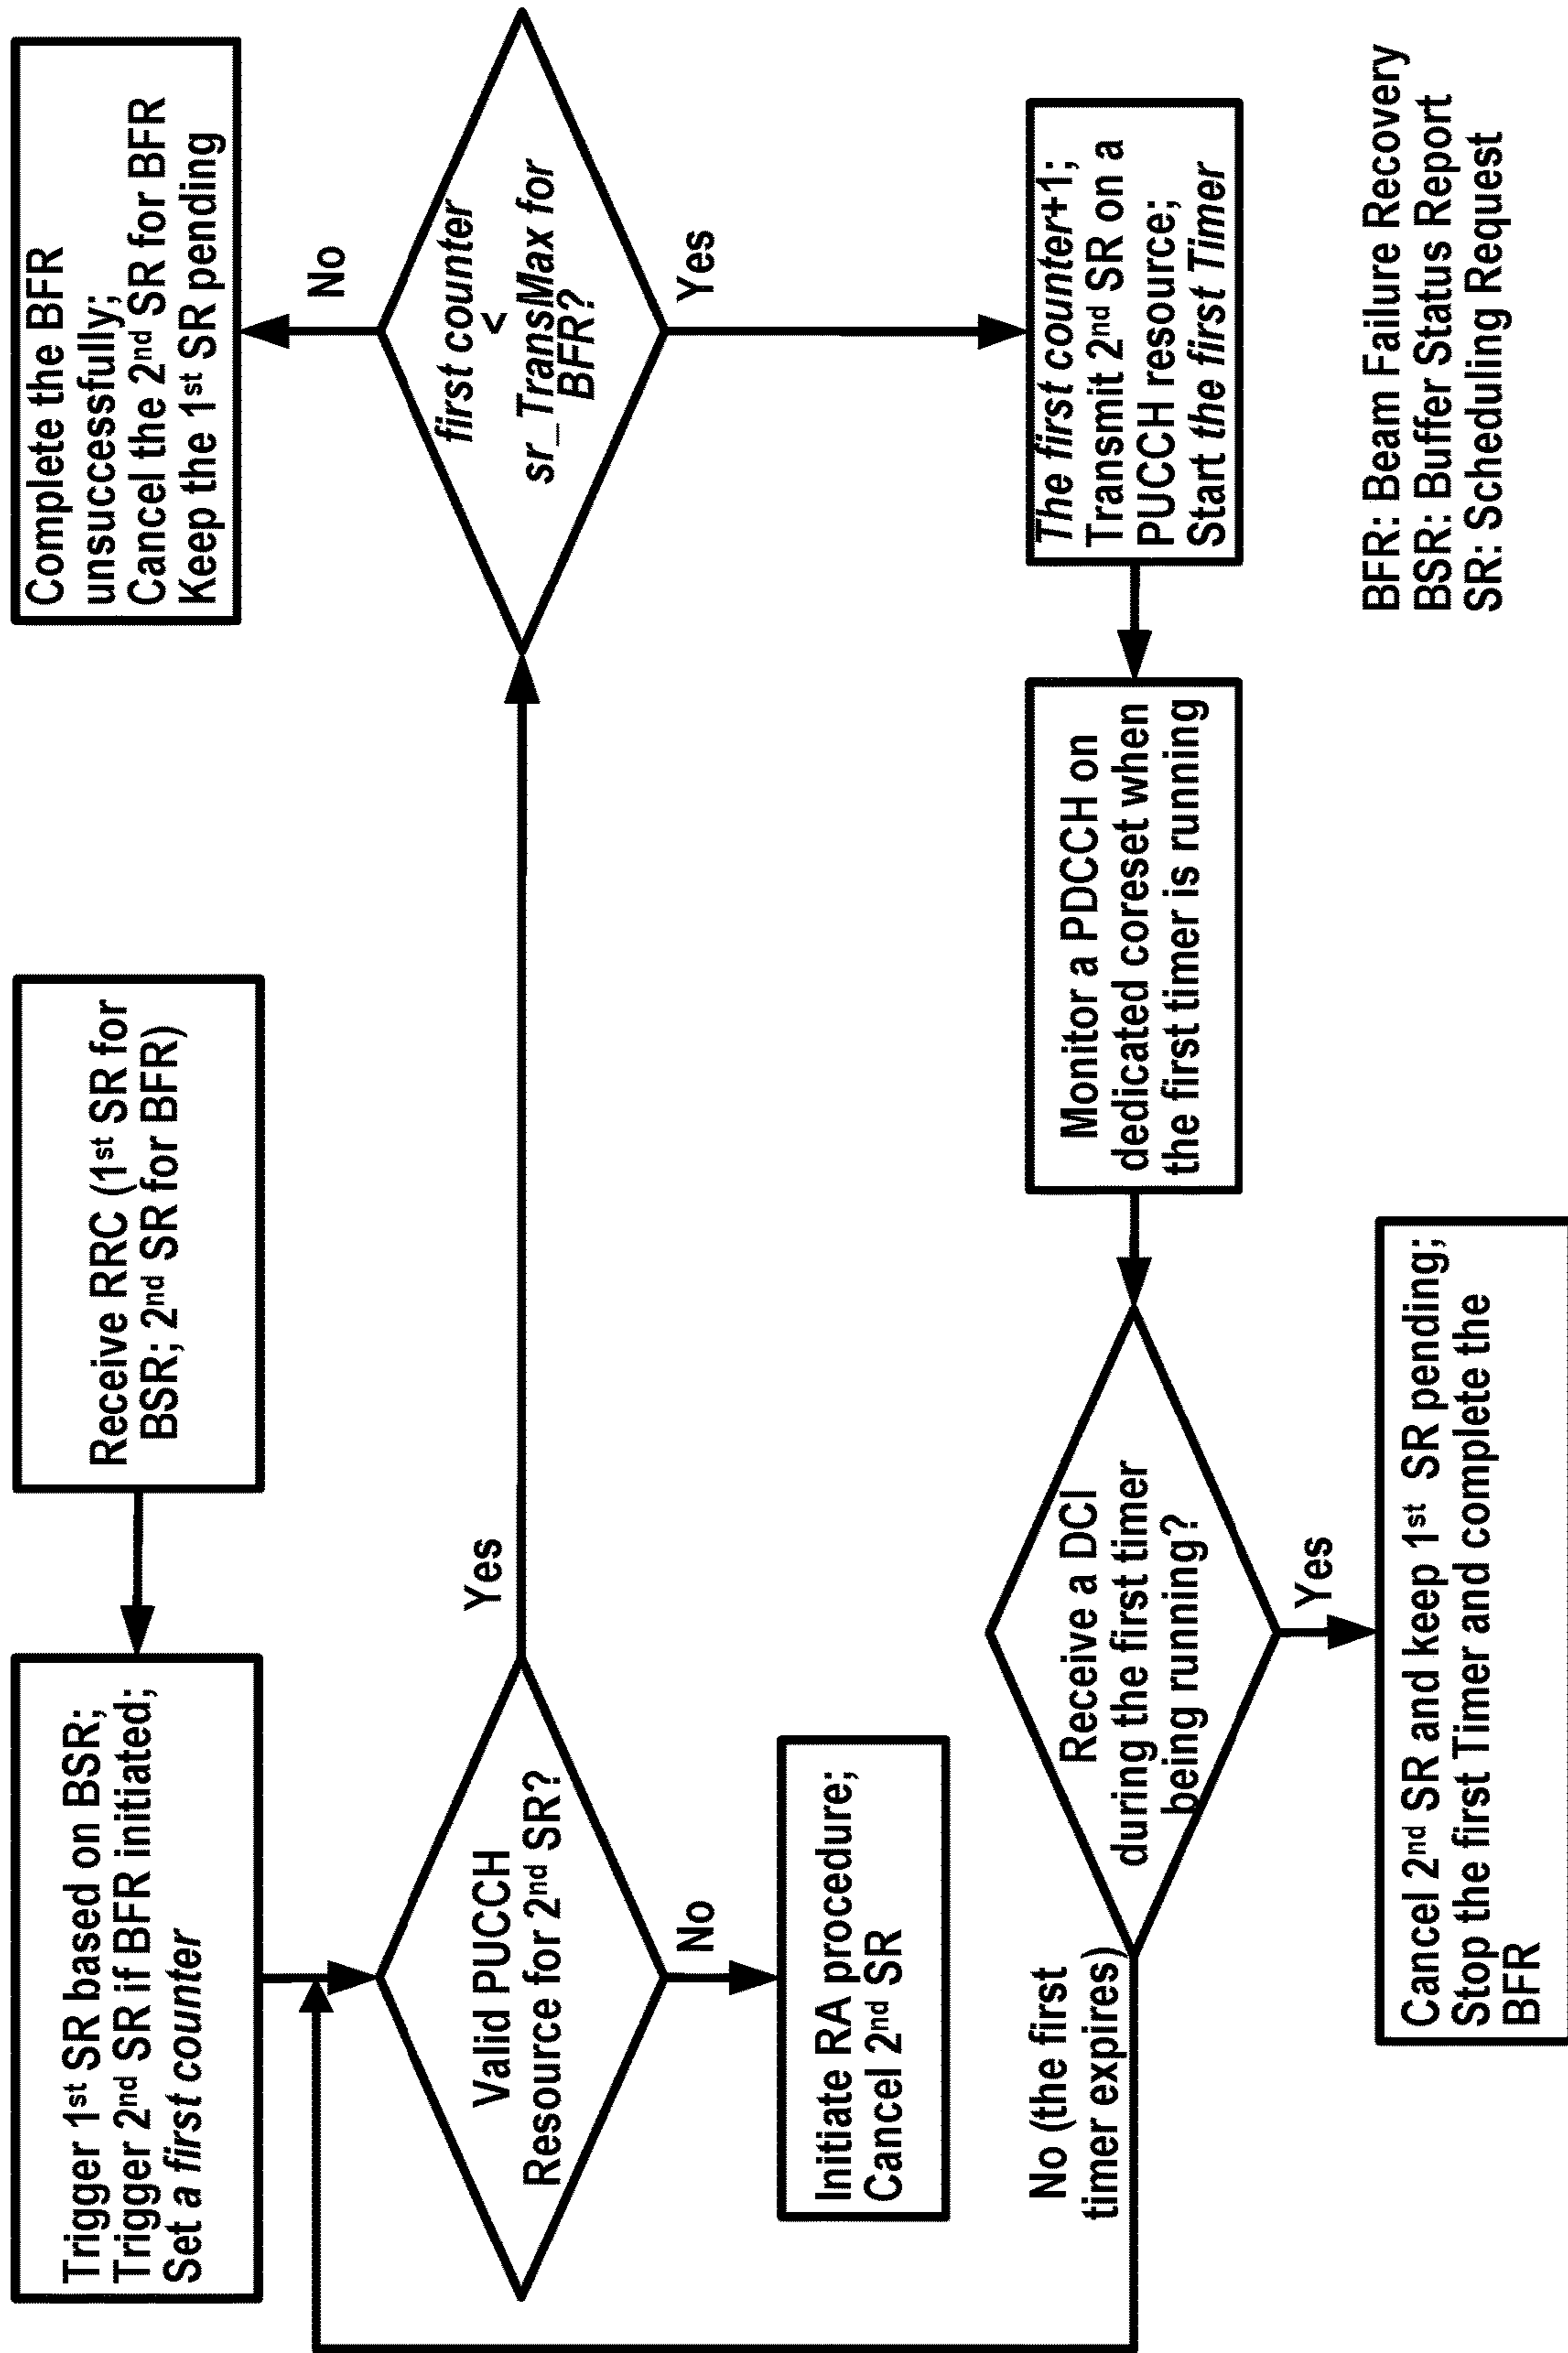 Receive RRC (1st SR for
BSR; 2nd SR for BFR)
Trigger 1st SR based on BSR;
Trigger 2nd SR if BFR initiated;
Set a first counter
Valid PUCCH
Resource for 2nd SR?
No
Initiate RA procedure;
Cancel 2nd SR
Yes
first counter
<
sr_TransMax for
BFR?
No
Complete the BFR
unsuccessfully;
Cancel the 2nd SR for BFR
Keep the 1st SR pending
Yes
The first counter+1;
Transmit 2nd SR on a
PUCCH resource;
Start the first Timer
Monitor a PDCCH on
dedicated coreset when
the first timer is running
Receive a DCI
during the first timer
being running?
No (the first
timer expires)
Yes
Cancel 2nd SR and keep 1st SR pending;
Stop the first Timer and complete the
BFR
BFR: Beam Failure Recovery
BSR: Buffer Status Report
SR: Scheduling Request